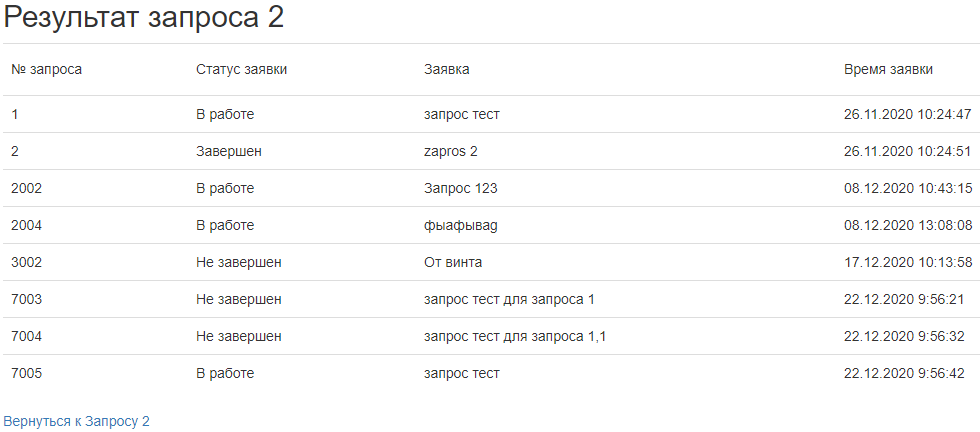 Результат запроса 2
№ запроса Статус заявки Заявка Время заявки
1 В работе запрос тест 26.11.2020 10:24:47
2 Завершен zapros 2 26.11.2020 10:24:51
2002 В работе Запрос 123 08.12.2020 10:43:15
2004 В работе фыафываg 08.12.2020 13:08:08
3002 Не завершен От винта 17.12.2020 10:13:58
7003 Не завершен запрос тест для запроса 1 22.12.2020 9:56:21
7004 Не завершен запрос тест для запроса 1,1 22.12.2020 9:56:32
7005 В работе запрос тест 22.12.2020 9:56:42
Вернуться к Запросу 2